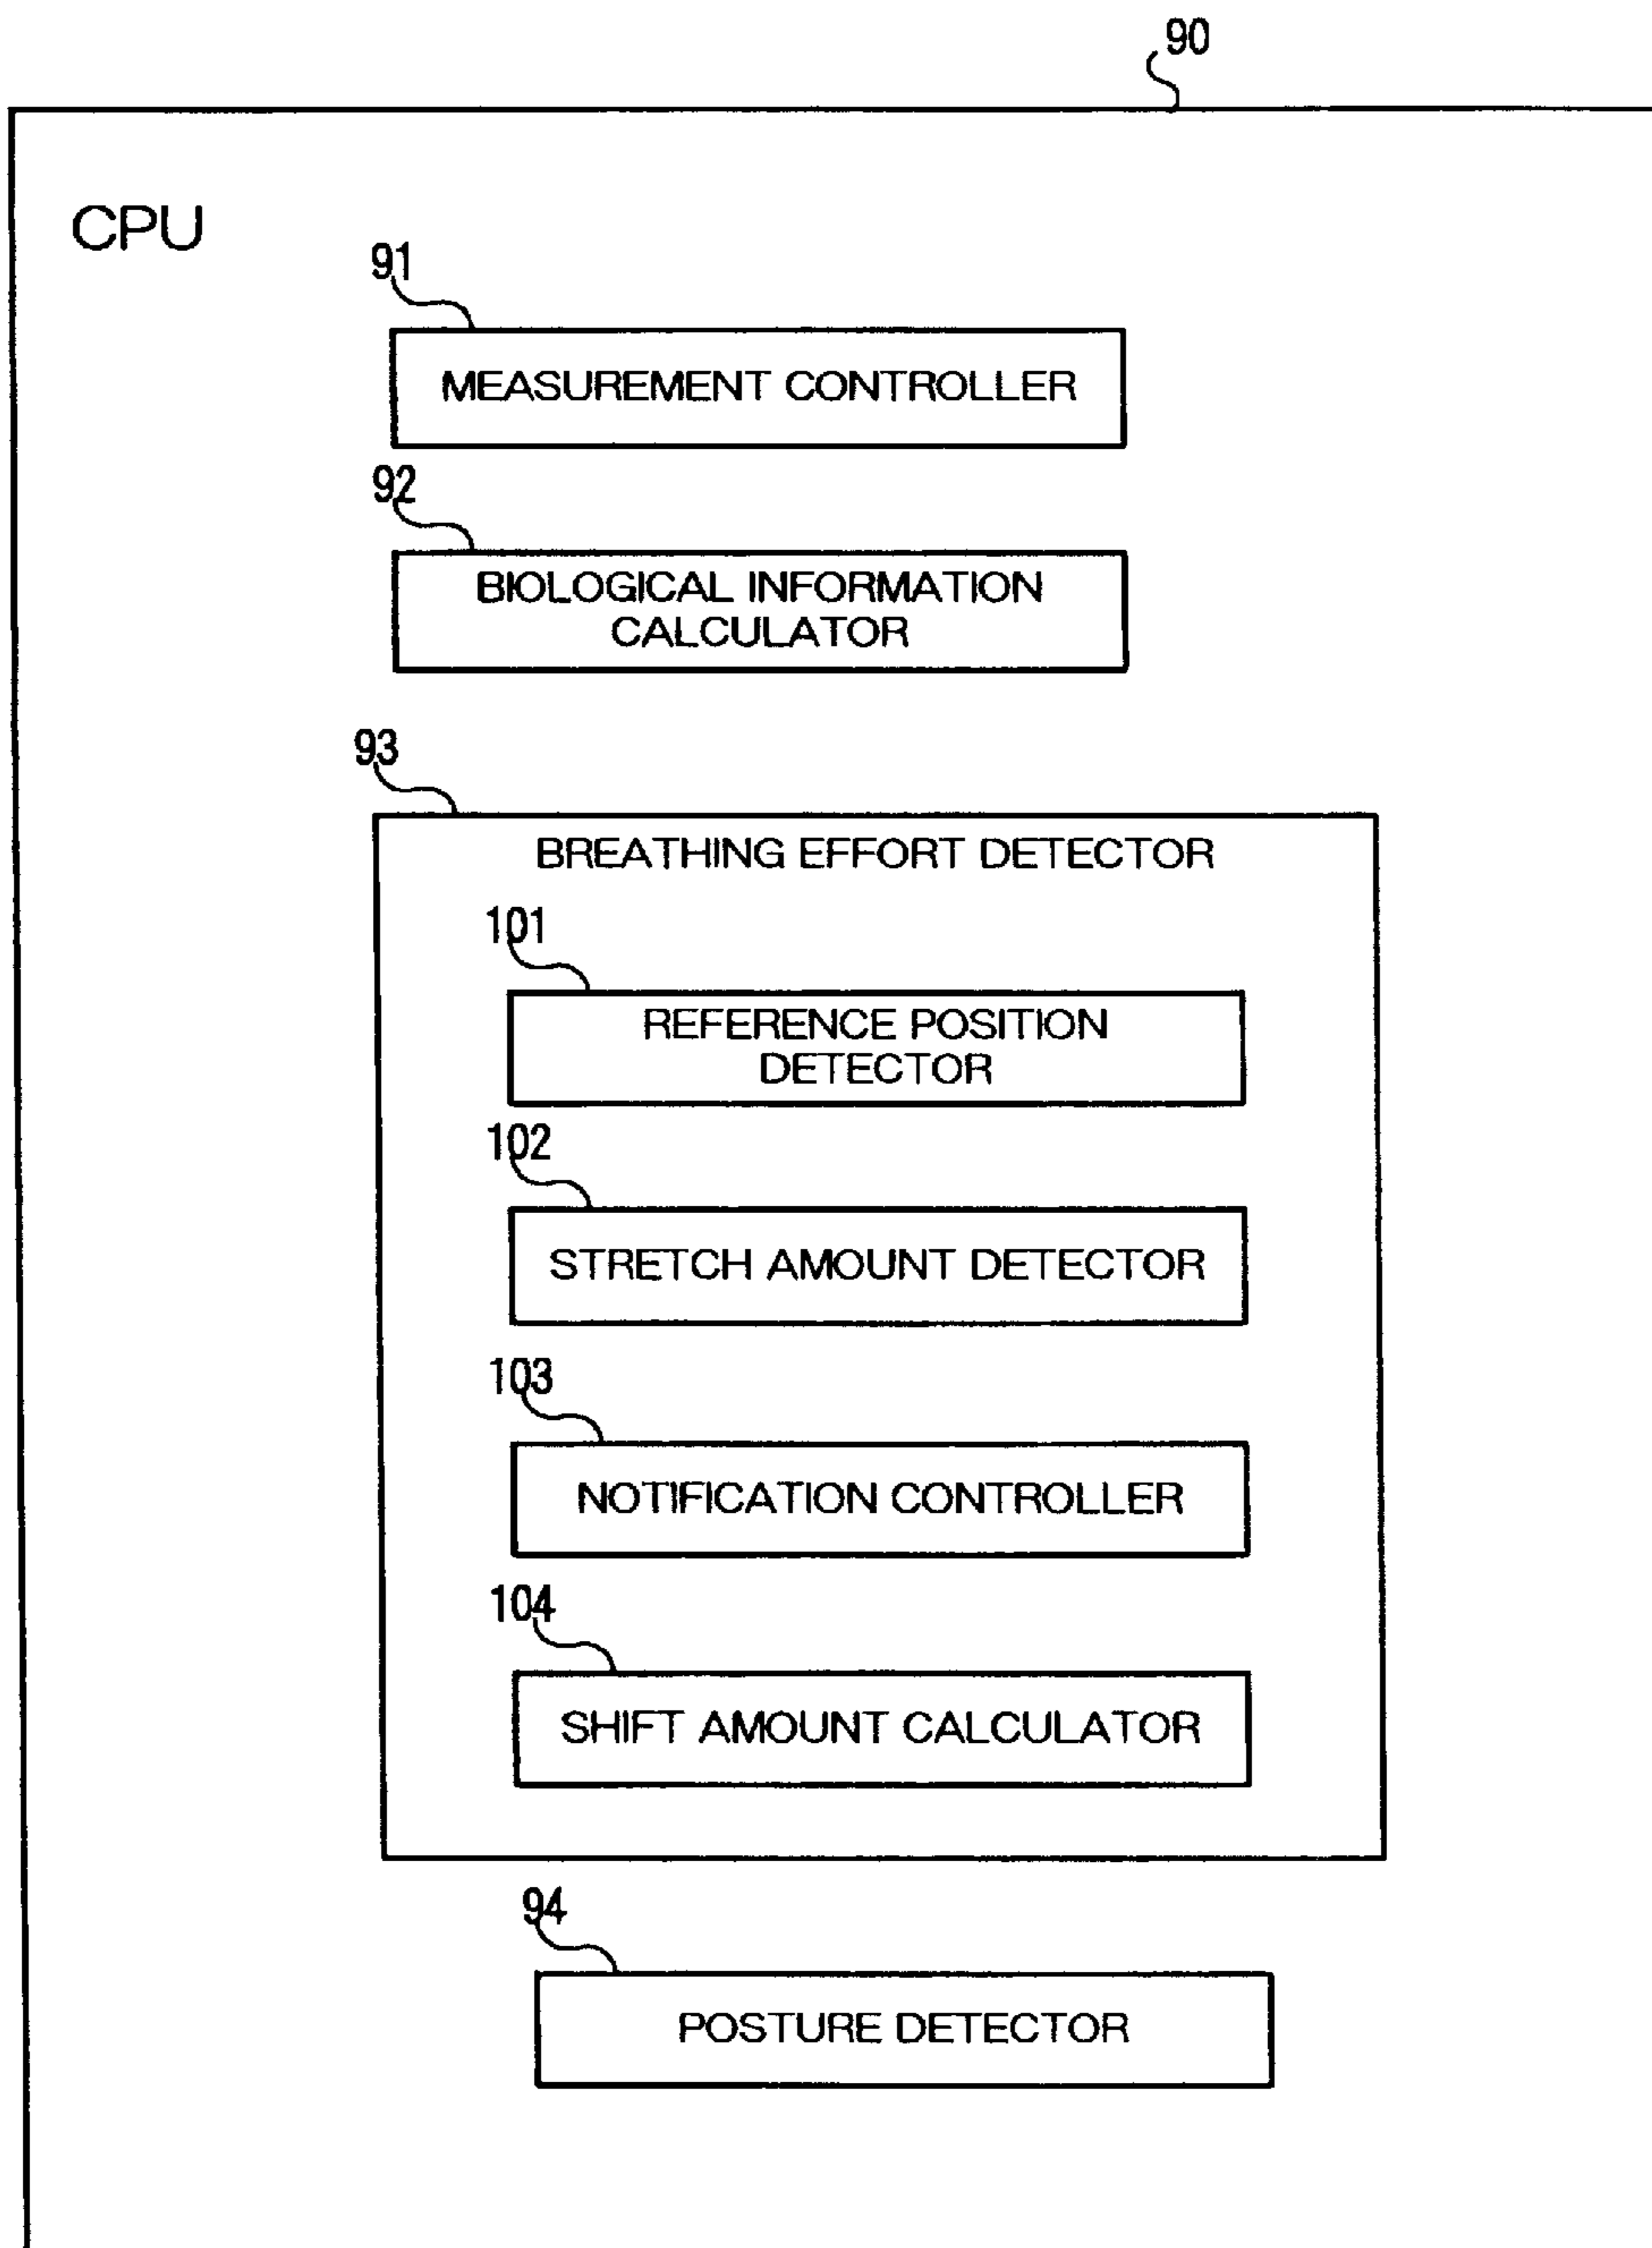 90
CPU
91
MEASUREMENT CONTROLLER
92
BIOLOGICAL INFORMATION
CALCULATOR
93
BREATHING EFFORT DETECTOR
101
REFERENCE POSITION
DETECTOR
102
STRETCH AMOUNT DETECTOR
103
NOTIFICATION CONTROLLER
104
SHIFT AMOUNT CALCULATOR
94
POSTURE DETECTOR